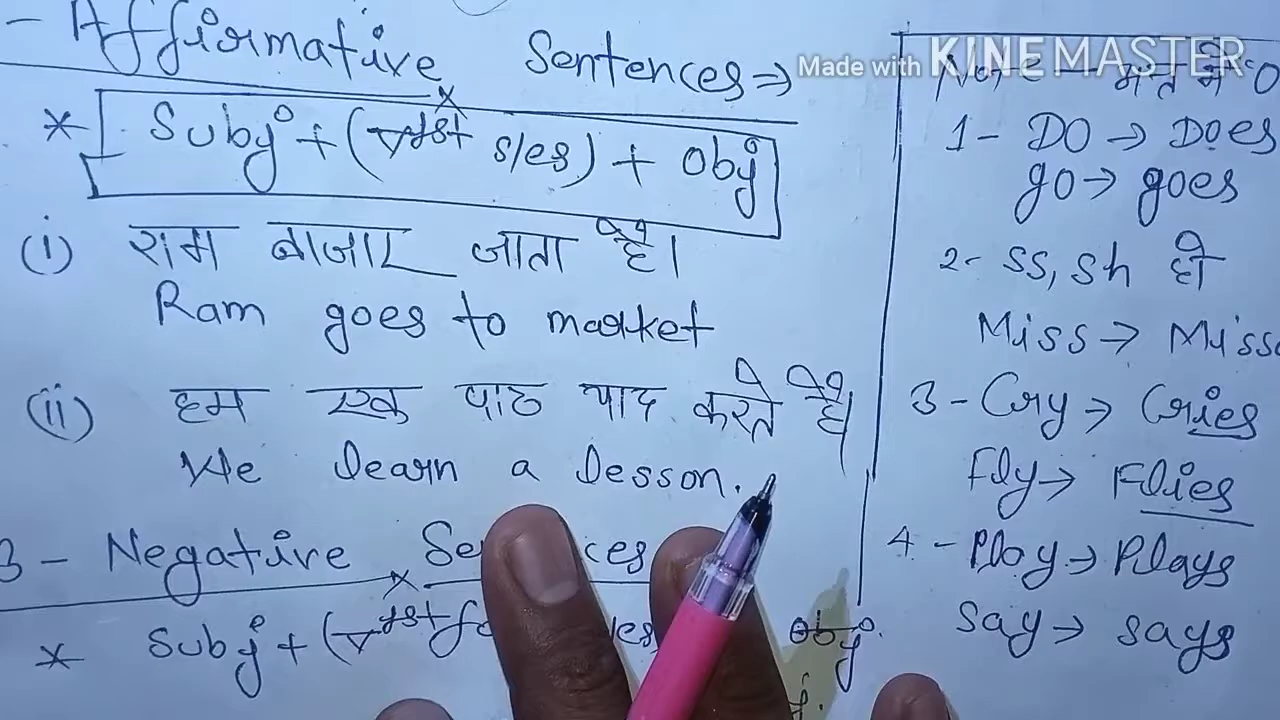 - Affirmative Sentences ⇒
* Subj + (V1st s/es) + Obj
(i) राम बाजार जाता है।
Ram goes to market
(ii) हम एक पाठ याद करते है।
We learn a lesson.
3 - Negative
* Subj + (V1st Obj.
Made with KINEMASTER
1 - DO → DOes
go → goes
2 - ss, sh हो
Miss →
3 - Cry → Cries
Fly → Flies
4 - Play → Plays
Say → Says